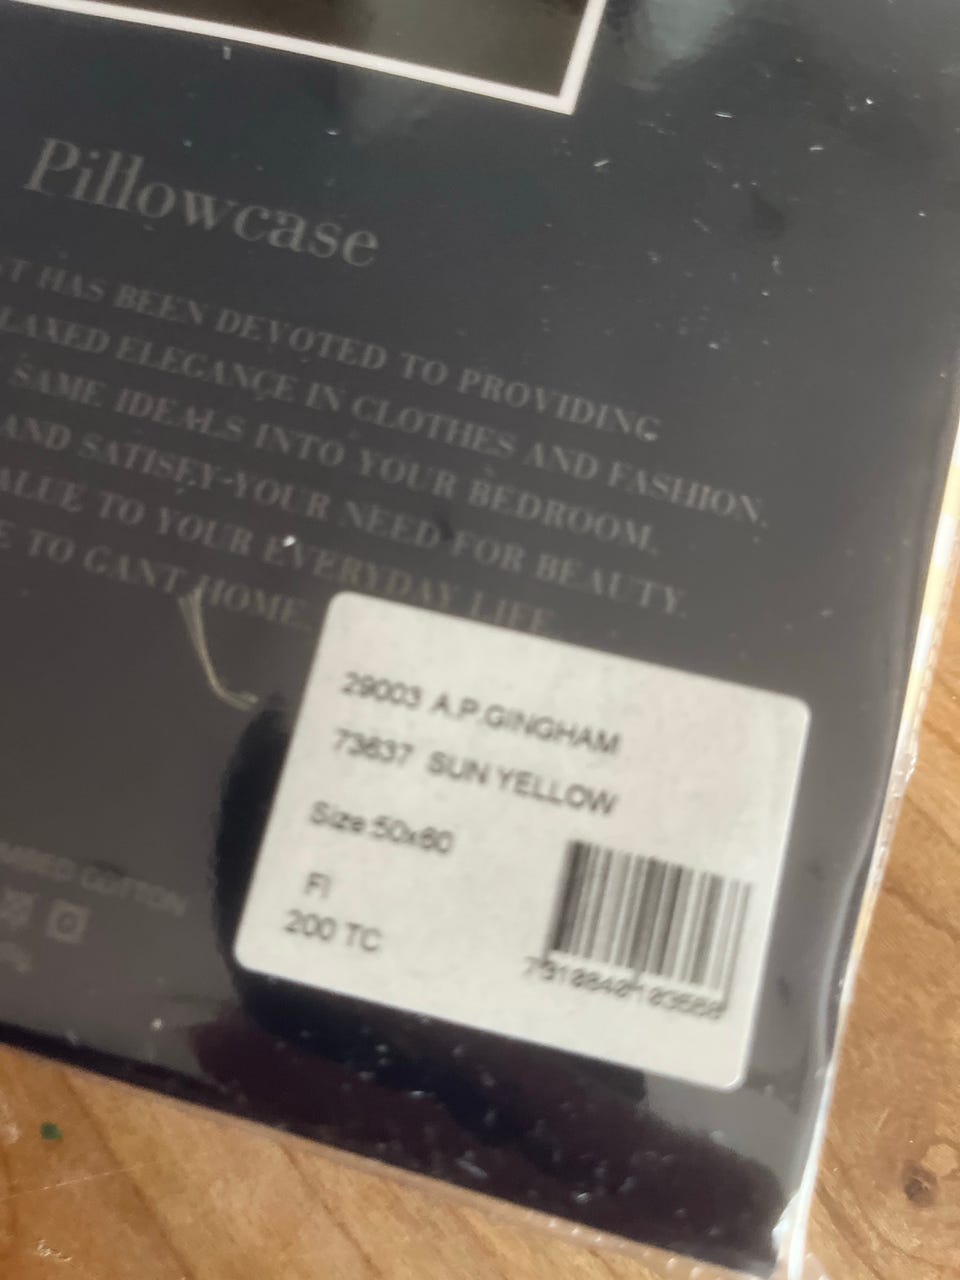 Pillowcase
HAS BEEN DEVOTED TO PROVIDING
ELEGANCE IN CLOTHES AND FASHION.
SAME IDEALS INTO YOUR BEDROOM,
AND SATISFY-YOUR NEED FOR BEAUTY.
TO YOUR EVERYDAY LIFE
TO GANT HOME.
29003 A.P.GINGHAM
73637 SUN YELLOW
Size:50x60
FI
200 TC
COTTON